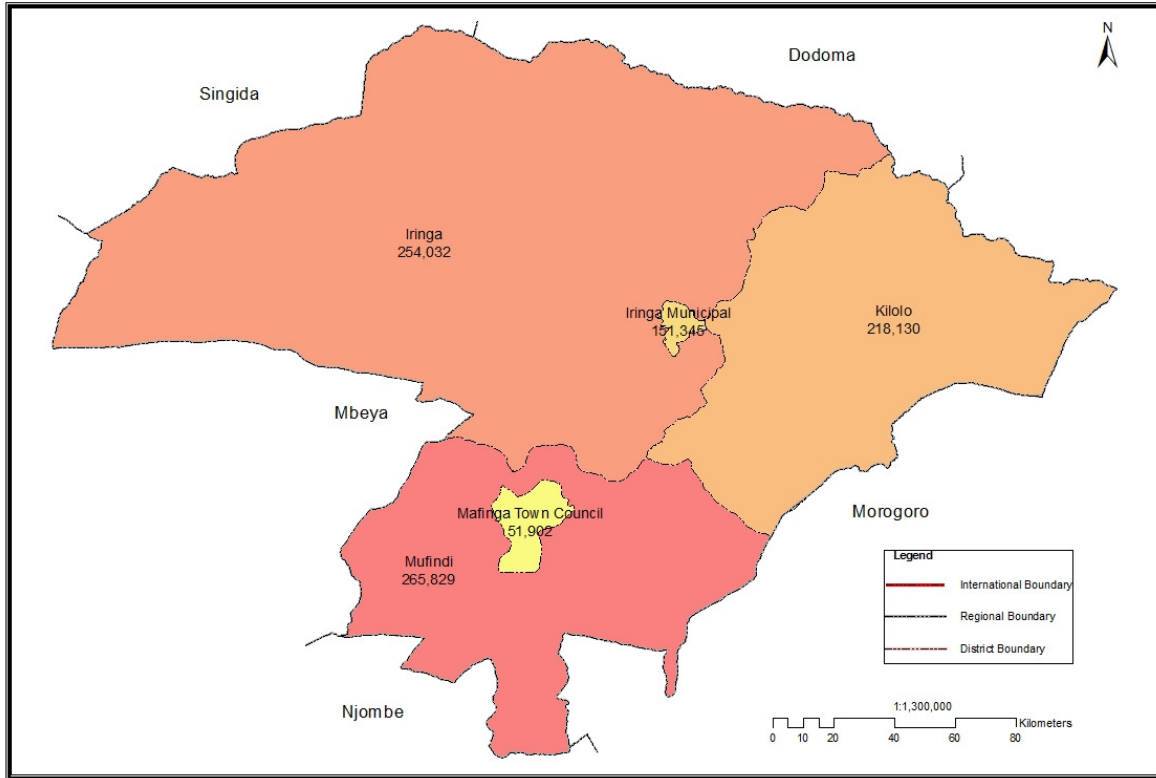 N
Dodoma
Singida
Iringa
254,032
Iringa Municipal
151,345
Kilolo
218,130
Mbeya
Mafinga Town Council
51,902
Morogoro
Mufindi
265,829
Legend
International Boundary
Regional Boundary
District Boundary
Njombe
1:1,300,000
Kilometers
0 10 20 40 60 80